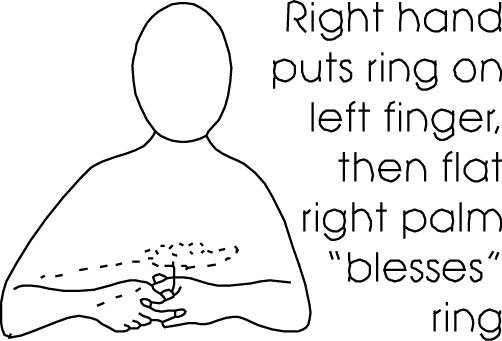 Right hand
puts ring on
left finger,
then flat
right palm
“blesses”
ring